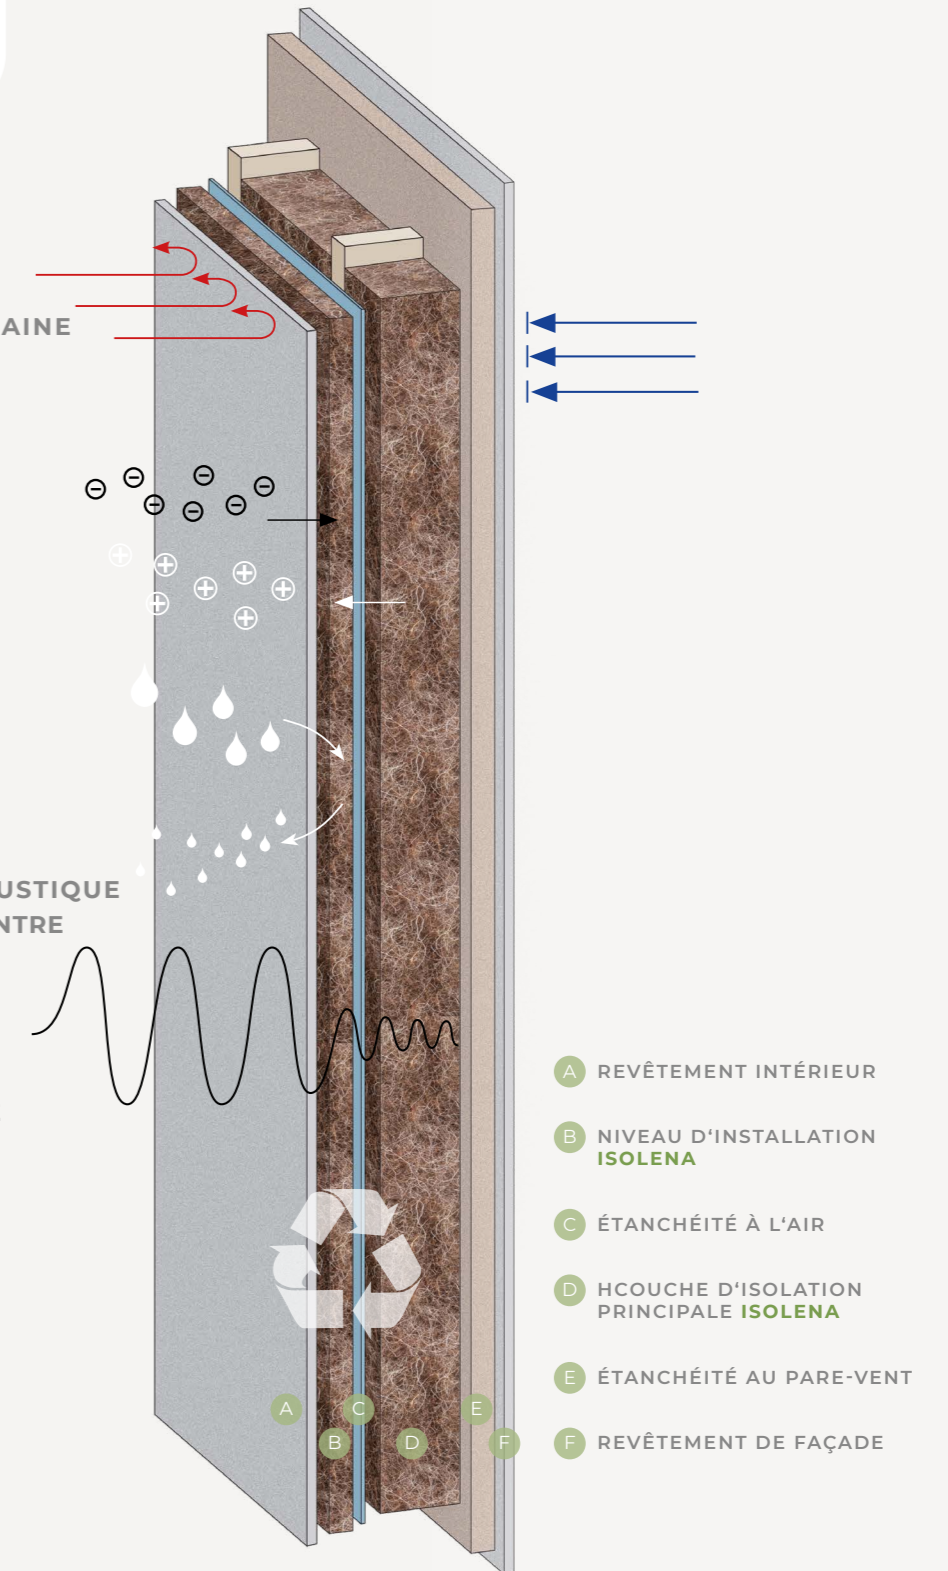 AINE
USTIQUE
NTRE
A REVÊTEMENT INTÉRIEUR
B NIVEAU D‘INSTALLATION
ISOLENA
C ÉTANCHÉITÉ À L‘AIR
D HCOUCHE D‘ISOLATION
PRINCIPALE ISOLENA
E ÉTANCHÉITÉ AU PARE-VENT
F REVÊTEMENT DE FAÇADE
A
C
E
B
D
F